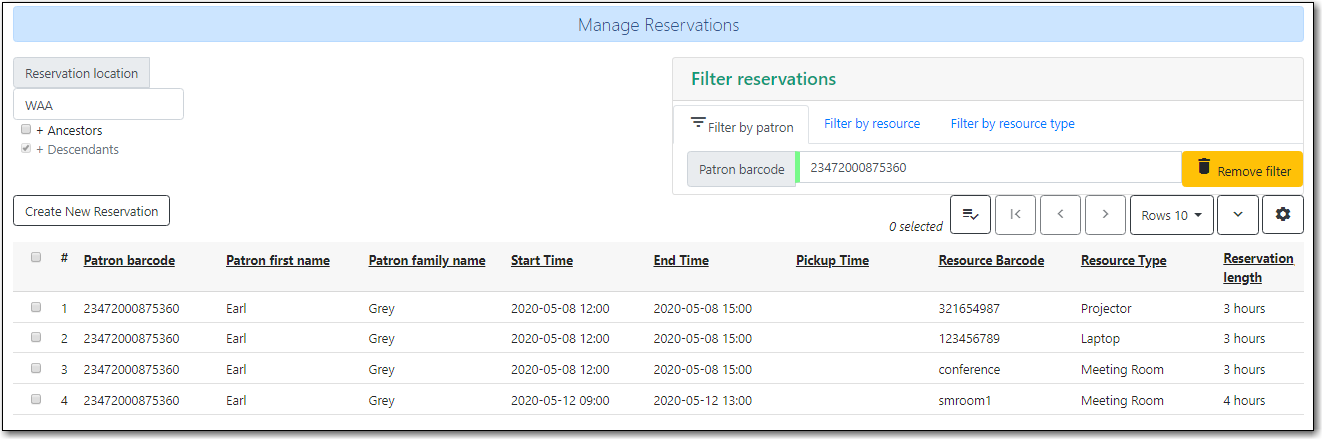 Manage Reservations
Reservation location
WAA
+ Ancestors
+ Descendants
Filter reservations
Filter by patron Filter by resource Filter by resource type
Patron barcode 23472000875360 Remove filter
Create New Reservation
0 selected Rows 10
# Patron barcode Patron first name Patron family name Start Time End Time Pickup Time Resource Barcode Resource Type Reservation length
1 23472000875360 Earl Grey 2020-05-08 12:00 2020-05-08 15:00 321654987 Projector 3 hours
2 23472000875360 Earl Grey 2020-05-08 12:00 2020-05-08 15:00 123456789 Laptop 3 hours
3 23472000875360 Earl Grey 2020-05-08 12:00 2020-05-08 15:00 conference Meeting Room 3 hours
4 23472000875360 Earl Grey 2020-05-12 09:00 2020-05-12 13:00 smroom1 Meeting Room 4 hours